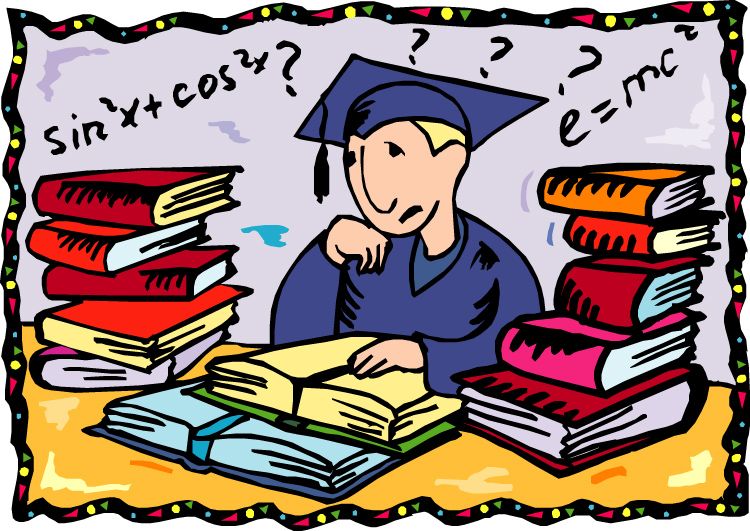 sin²x+cos²x? ? ? ?
e=mc²